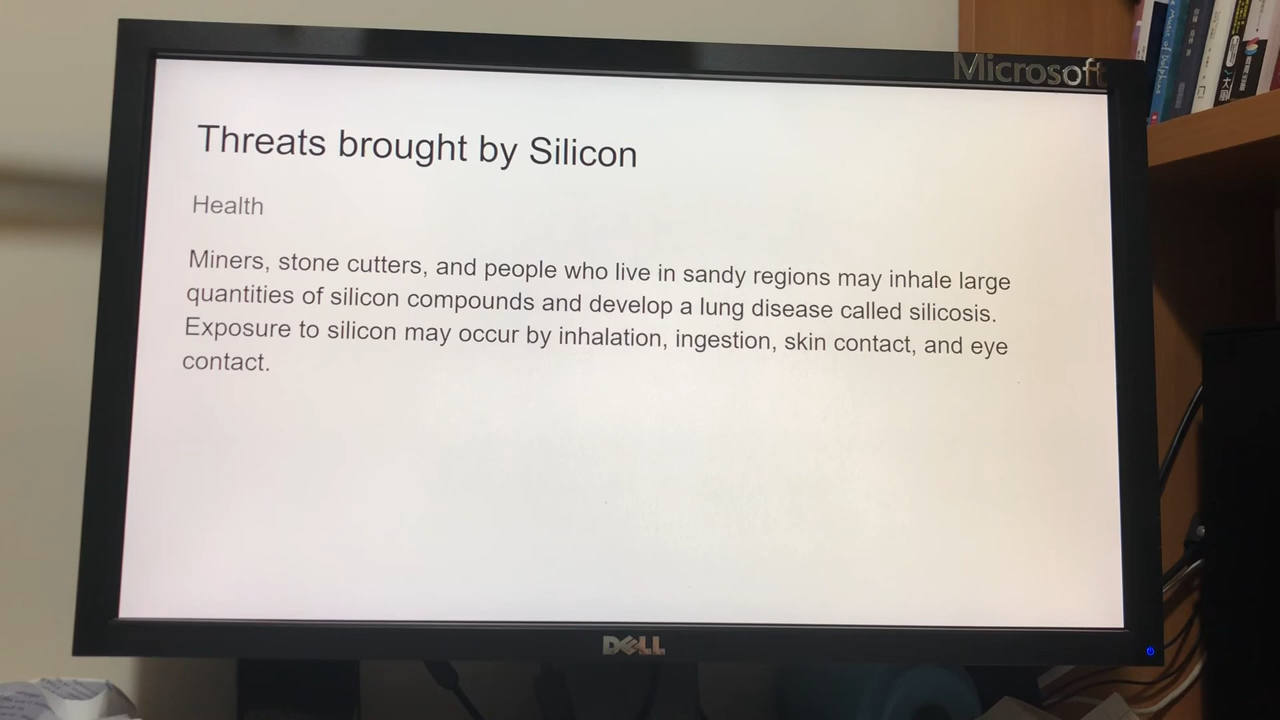 Microsoft
Threats brought by Silicon
Health
Miners, stone cutters, and people who live in sandy regions may inhale large
quantities of silicon compounds and develop a lung disease called silicosis.
Exposure to silicon may occur by inhalation, ingestion, skin contact, and eye
contact.
DELL